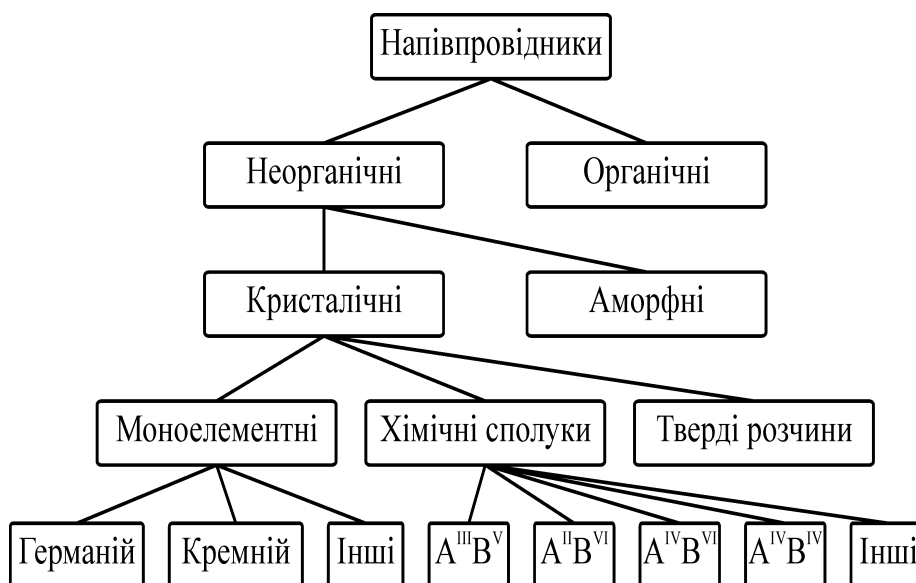 Напівпровідники
Неорганічні
Органічні
Кристалічні
Аморфні
Моноелементні
Хімічні сполуки
Тверді розчини
Германій
Кремній
Інші
AᴵᴵᴵBⱽ
AᴵᴵBⱽᴵ
AᴵⱽBⱽᴵ
AᴵⱽBᴵⱽ
Інші